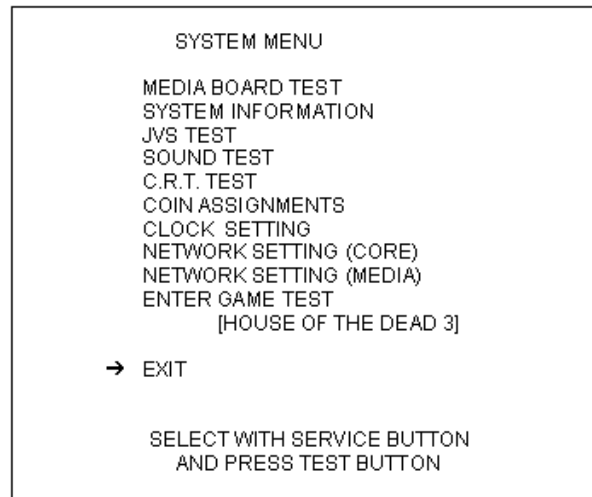 SYSTEM MENU
MEDIA BOARD TEST
SYSTEM INFORMATION
JVS TEST
SOUND TEST
C.R.T. TEST
COIN ASSIGNMENTS
CLOCK SETTING
NETWORK SETTING (CORE)
NETWORK SETTING (MEDIA)
ENTER GAME TEST
[HOUSE OF THE DEAD 3]
➔ EXIT
SELECT WITH SERVICE BUTTON
AND PRESS TEST BUTTON